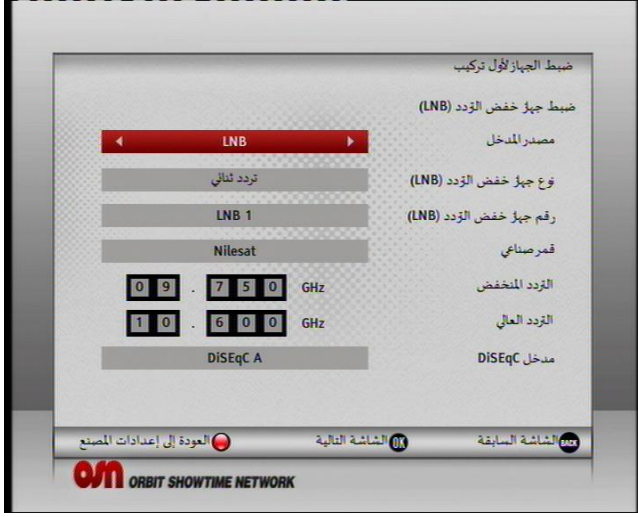 ضبط الجهاز لأول تركيب
ضبط جهاز خفض التردد (LNB)
مصدر المدخل LNB
نوع جهاز خفض التردد (LNB) تردد ثنائي
رقم جهاز خفض التردد (LNB) LNB 1
قمر صناعي Nilesat
التردد المنخفض 09.750 GHz
التردد العالي 10.600 GHz
مدخل DiSEqC DiSEqC A
BACK الشاشة السابقة OK الشاشة التالية العودة إلى إعدادات المصنع
OSN ORBIT SHOWTIME NETWORK